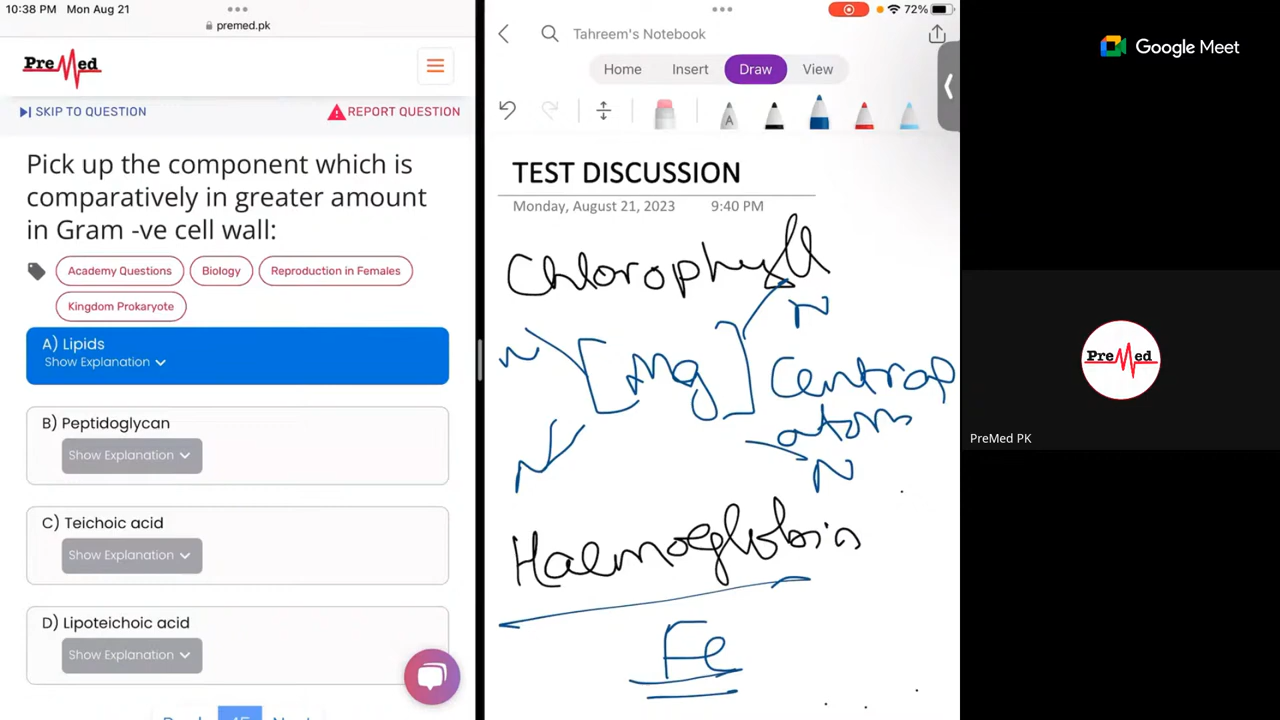 10:38 PM Mon Aug 21
premed.pk
PreMed
SKIP TO QUESTION
REPORT QUESTION
Pick up the component which is
comparatively in greater amount
in Gram -ve cell wall:
Academy Questions
Biology
Reproduction in Females
Kingdom Prokaryote
A) Lipids
Show Explanation
B) Peptidoglycan
Show Explanation
C) Teichoic acid
Show Explanation
D) Lipoteichoic acid
Show Explanation
72%
Tahreem's Notebook
Home Insert Draw View
A
TEST DISCUSSION
Monday, August 21, 2023 9:40 PM
Chlorophyll
N
N [Mg] Central
atom
N
N
Haemoglobin
Fe
Google Meet
PreMed
PreMed PK